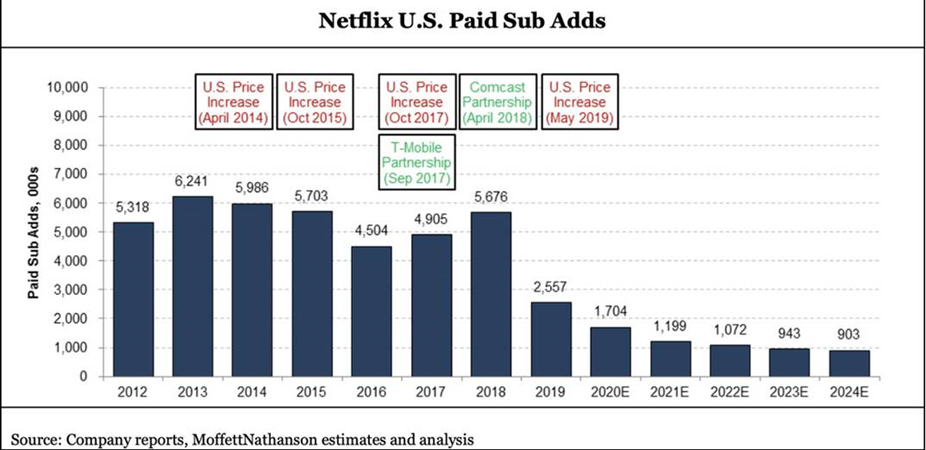 Netflix U.S. Paid Sub Adds
10,000
9,000
8,000
7,000
6,000
5,000
4,000
3,000
2,000
1,000
0
Paid Sub Adds, 000s
U.S. Price
Increase
(April 2014)
U.S. Price
Increase
(Oct 2015)
U.S. Price
Increase
(Oct 2017)
Comcast
Partnership
(April 2018)
U.S. Price
Increase
(May 2019)
T-Mobile
Partnership
(Sep 2017)
5,318
6,241
5,986
5,703
4,504
4,905
5,676
2,557
1,704
1,199
1,072
943
903
2012
2013
2014
2015
2016
2017
2018
2019
2020E
2021E
2022E
2023E
2024E
Source: Company reports, MoffettNathanson estimates and analysis